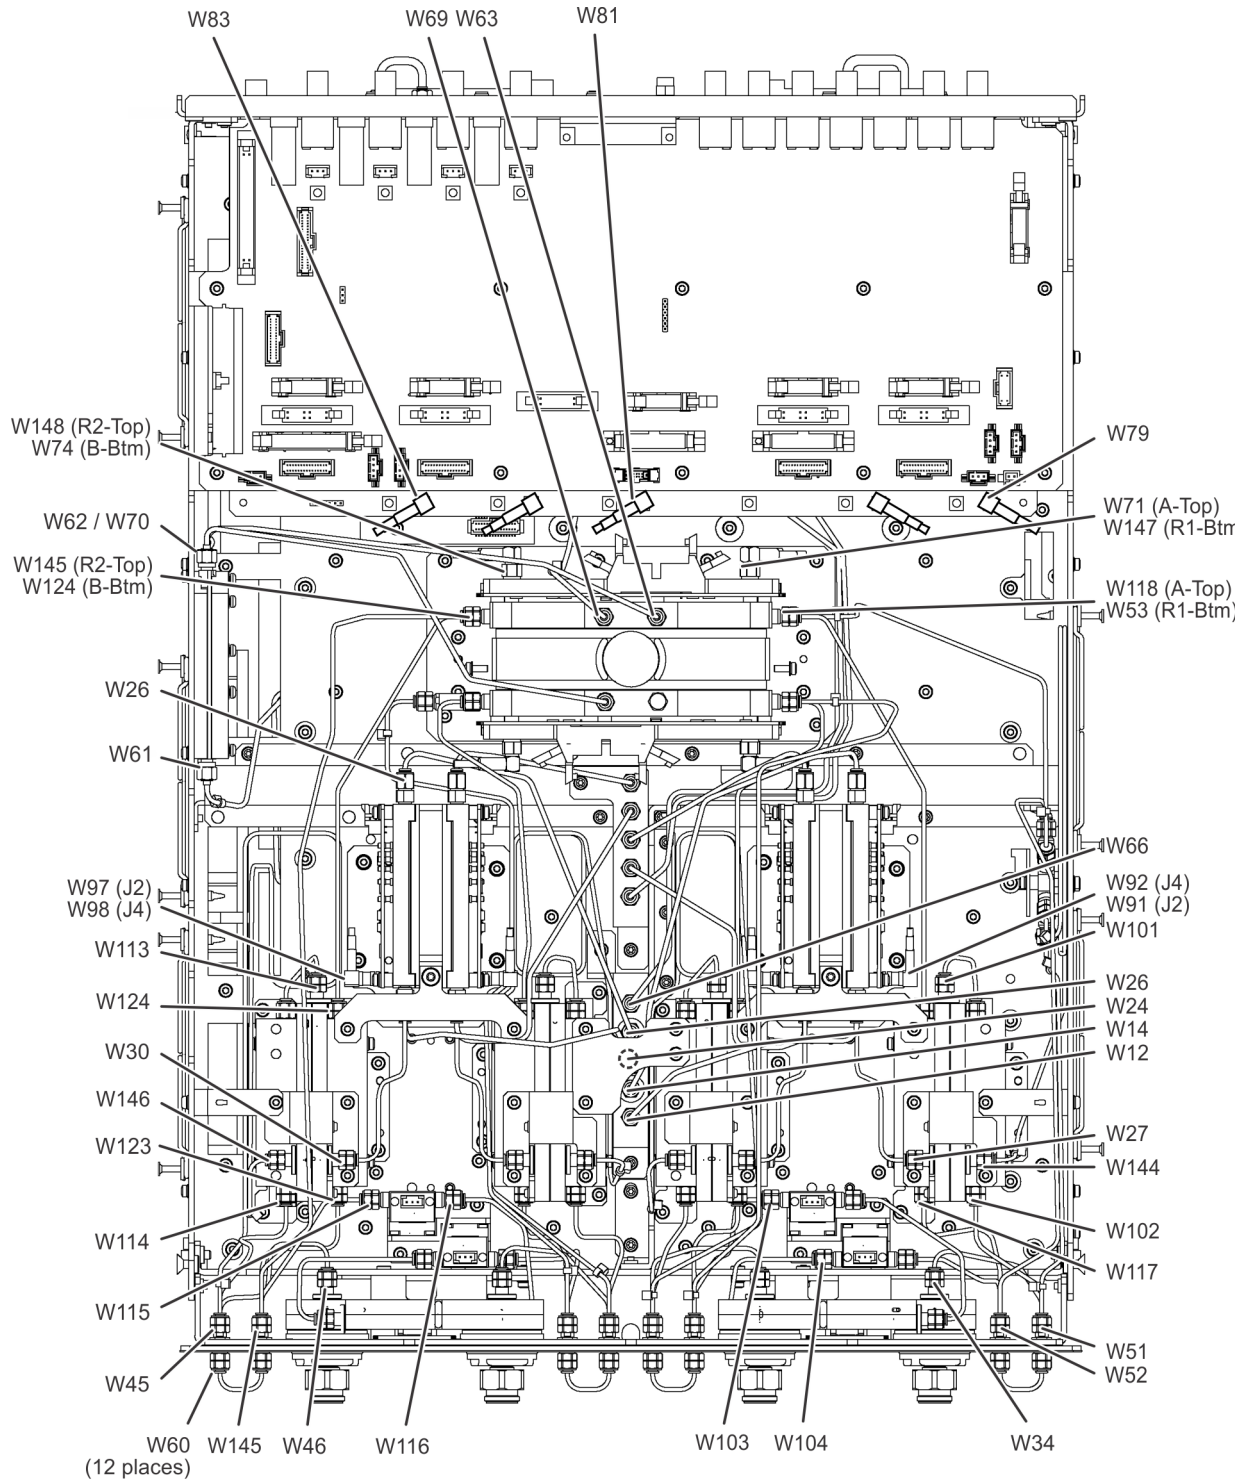 W83
W69 W63
W81
W148 (R2-Top)
W74 (B-Btm)
W79
W62 / W70
W71 (A-Top)
W147 (R1-Btm
W145 (R2-Top)
W124 (B-Btm)
W118 (A-Top)
W53 (R1-Btm)
W26
W61
W66
W97 (J2)
W98 (J4)
W92 (J4)
W91 (J2)
W113
W101
W124
W26
W24
W14
W12
W30
W146
W123
W27
W144
W114
W102
W117
W115
W51
W52
W45
W60
(12 places)
W145
W46
W116
W103
W104
W34